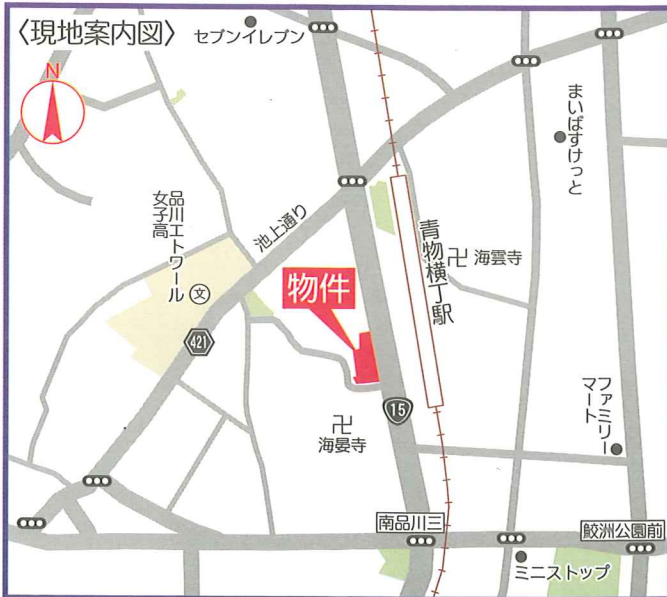 〈現地案内図〉
セブンイレブン
N
まいばすけっと
品川エトワール
女子高
文
池上通り
青物横丁駅
卍 海雲寺
物件
421
15
卍
海晏寺
ファミリー
マート
南品川三
鮫洲公園前
ミニストップ